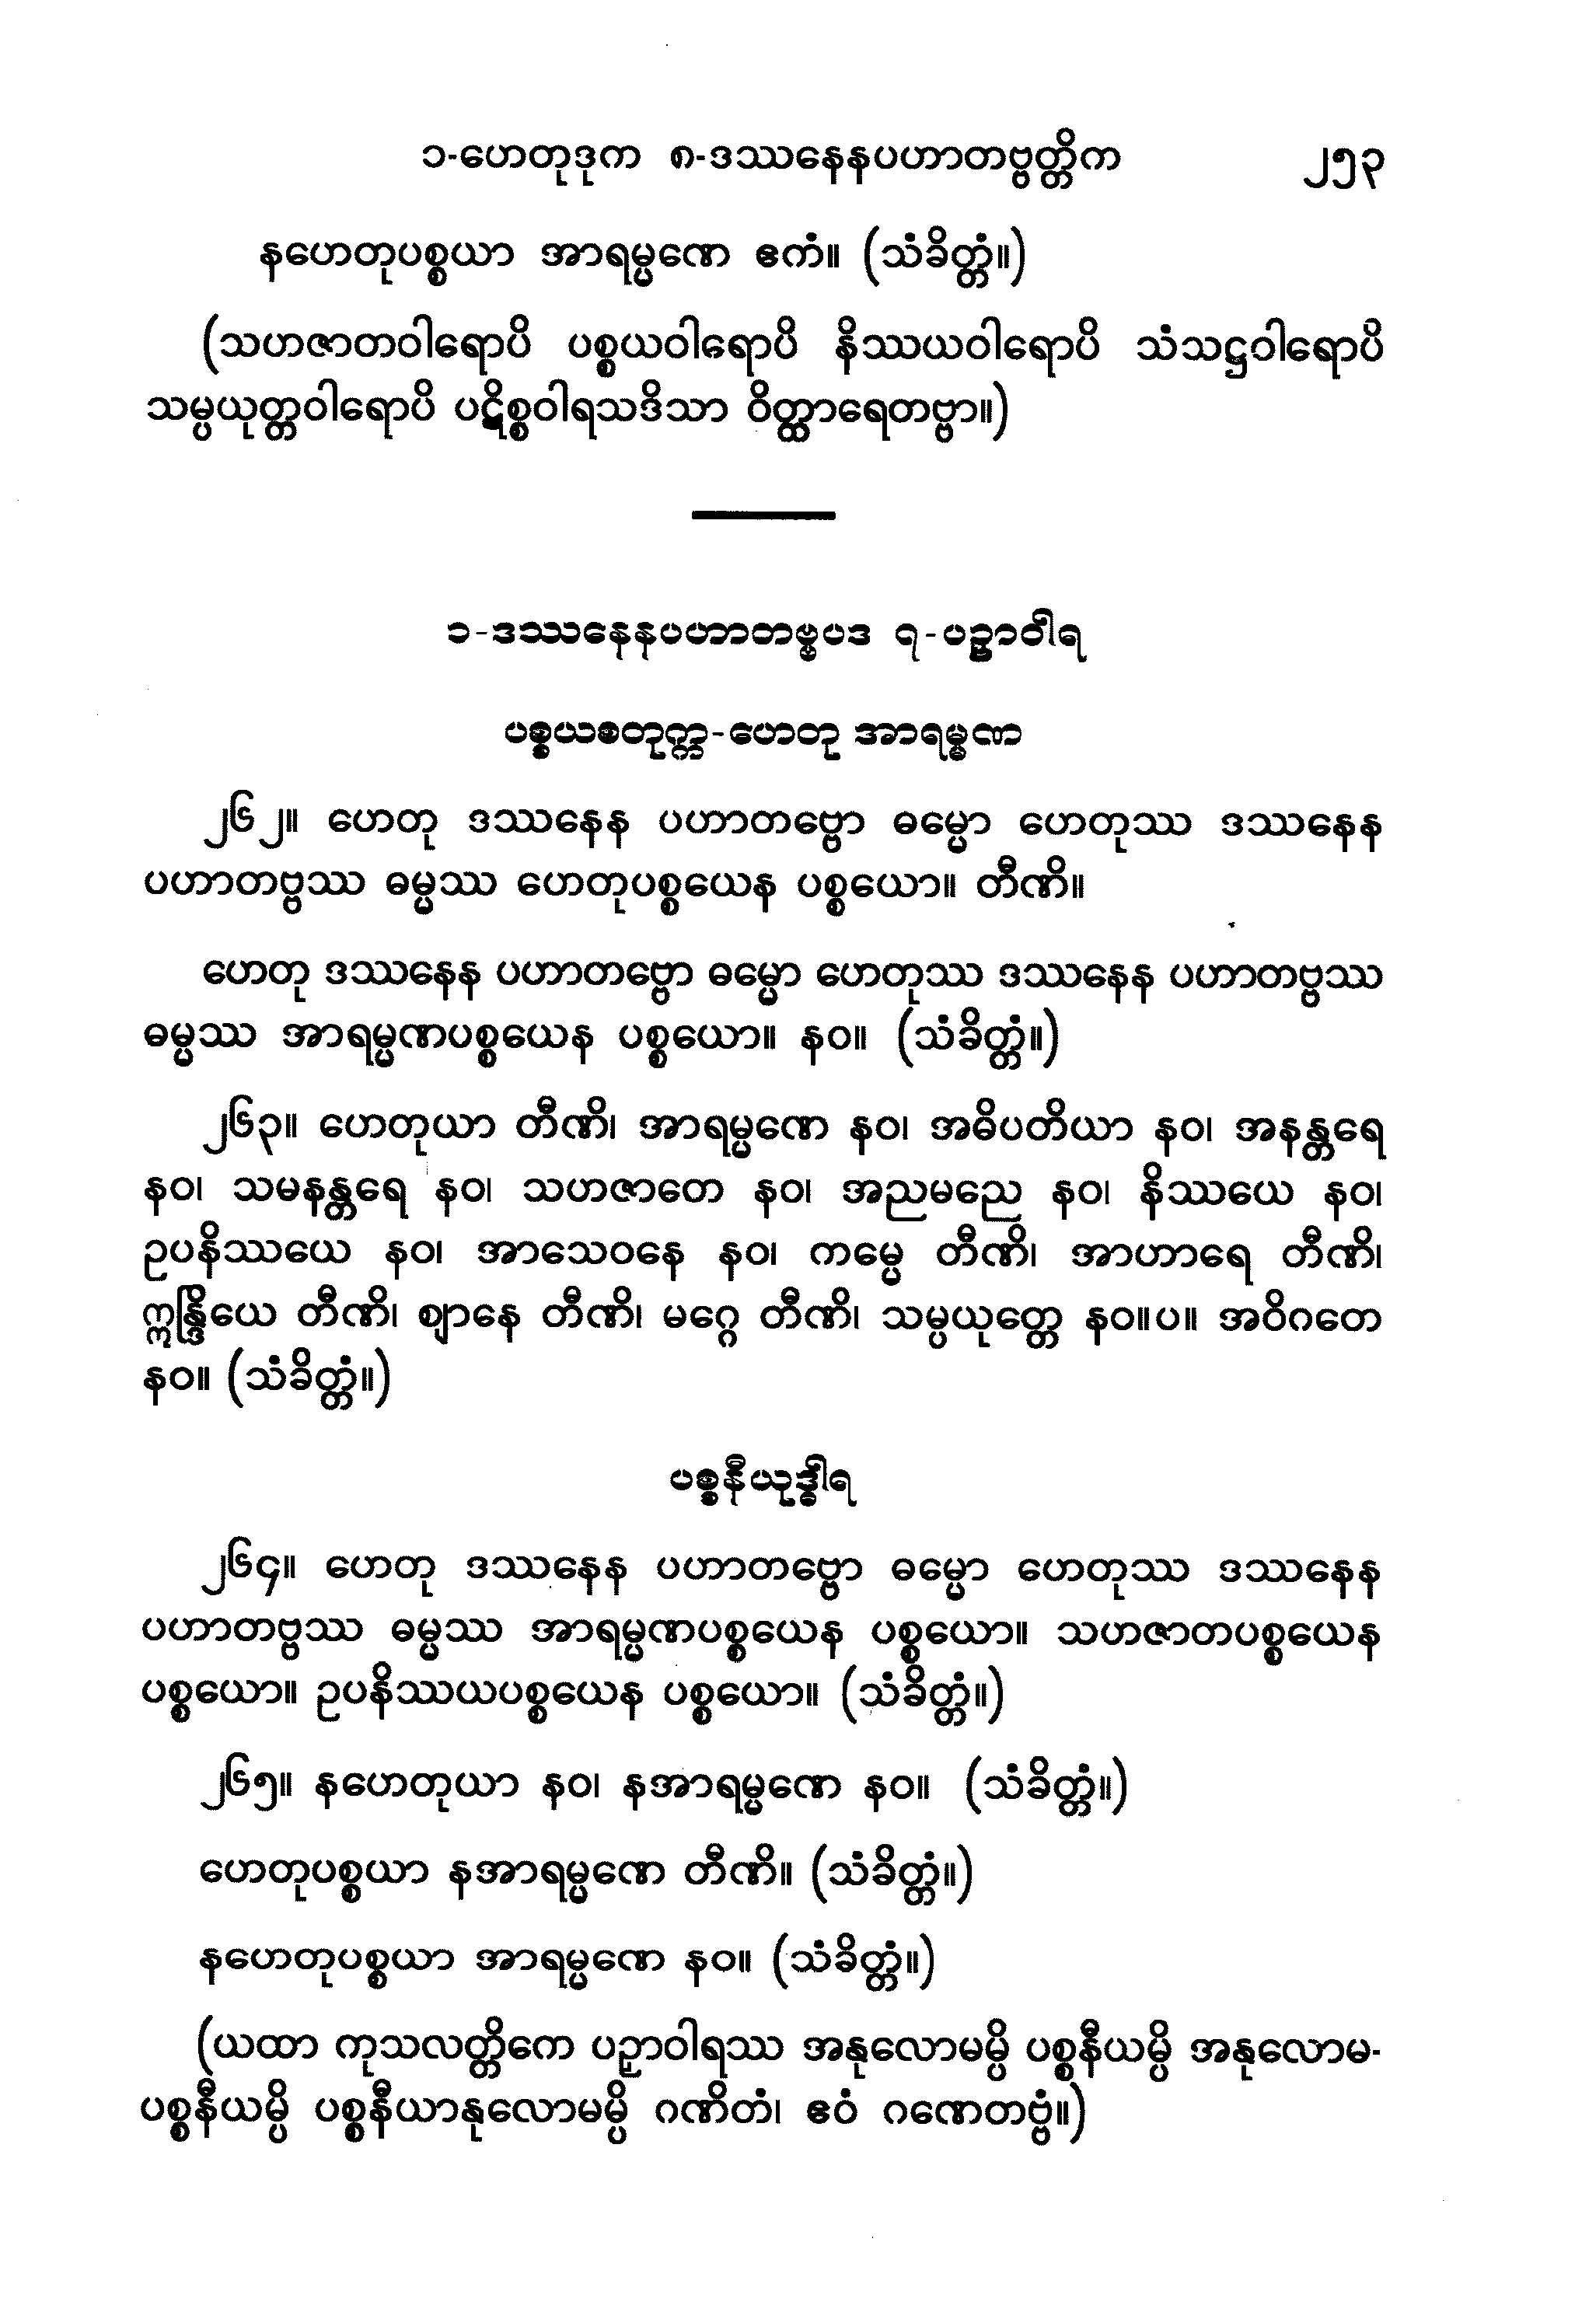 ၁-ဟေတုဒုက ၈-ဒဿနေနပဟာတဗ္ဗတ္တိက ၂၅၃
နဟေတုပစ္စယာ အာရမ္မဏေ ဧကံ။ (သံခိတ္တံ။)
(သဟဇာတဝါရောပိ ပစ္စယဝါရောပိ နိဿယဝါရောပိ သံသဋ္ဌဝါရောပိ
သမ္ပယုတ္တဝါရောပိ ပဋိစ္စဝါရသဒိသာ ဝိတ္ထာရေတဗ္ဗာ။)
၁-ဒဿနေနပဟာတဗ္ဗပဒ ၇-ပဉှာဝါရ
ပစ္စယစတုက္က-ဟေတု အာရမ္မဏ
၂၆၂။ ဟေတု ဒဿနေန ပဟာတဗ္ဗော ဓမ္မော ဟေတုဿ ဒဿနေန
ပဟာတဗ္ဗဿ ဓမ္မဿ ဟေတုပစ္စယေန ပစ္စယော။ တီဏိ။
ဟေတု ဒဿနေန ပဟာတဗ္ဗော ဓမ္မော ဟေတုဿ ဒဿနေန ပဟာတဗ္ဗဿ
ဓမ္မဿ အာရမ္မဏပစ္စယေန ပစ္စယော။ နဝ။ (သံခိတ္တံ။)
၂၆၃။ ဟေတုယာ တီဏိ၊ အာရမ္မဏေ နဝ၊ အဓိပတိယာ နဝ၊ အနန္တရေ
နဝ၊ သမနန္တရေ နဝ၊ သဟဇာတေ နဝ၊ အညမညေ နဝ၊ နိဿယေ နဝ၊
ဥပနိဿယေ နဝ၊ အာသေဝနေ နဝ၊ ကမ္မေ တီဏိ၊ အာဟာရေ တီဏိ၊
ဣန္ဒြိယေ တီဏိ၊ ဈာနေ တီဏိ၊ မဂ္ဂေ တီဏိ၊ သမ္ပယုတ္တေ နဝ။ပ။ အဝိဂတေ
နဝ။ (သံခိတ္တံ။)
ပစ္စနီယုဒ္ဓါရ
၂၆၄။ ဟေတု ဒဿနေန ပဟာတဗ္ဗော ဓမ္မော ဟေတုဿ ဒဿနေန
ပဟာတဗ္ဗဿ ဓမ္မဿ အာရမ္မဏပစ္စယေန ပစ္စယော။ သဟဇာတပစ္စယေန
ပစ္စယော။ ဥပနိဿယပစ္စယေန ပစ္စယော။ (သံခိတ္တံ။)
၂၆၅။ နဟေတုယာ နဝ၊ နအာရမ္မဏေ နဝ။ (သံခိတ္တံ။)
ဟေတုပစ္စယာ နအာရမ္မဏေ တီဏိ။ (သံခိတ္တံ။)
နဟေတုပစ္စယာ အာရမ္မဏေ နဝ။ (သံခိတ္တံ။)
(ယထာ ကုသလတ္တိကေ ပဉှာဝါရဿ အနုလောမမ္ပိ ပစ္စနီယမ္ပိ အနုလောမ-
ပစ္စနီယမ္ပိ ပစ္စနီယာနုလောမမ္ပိ ဂဏိတံ၊ ဧဝံ ဂဏေတဗ္ဗံ။)